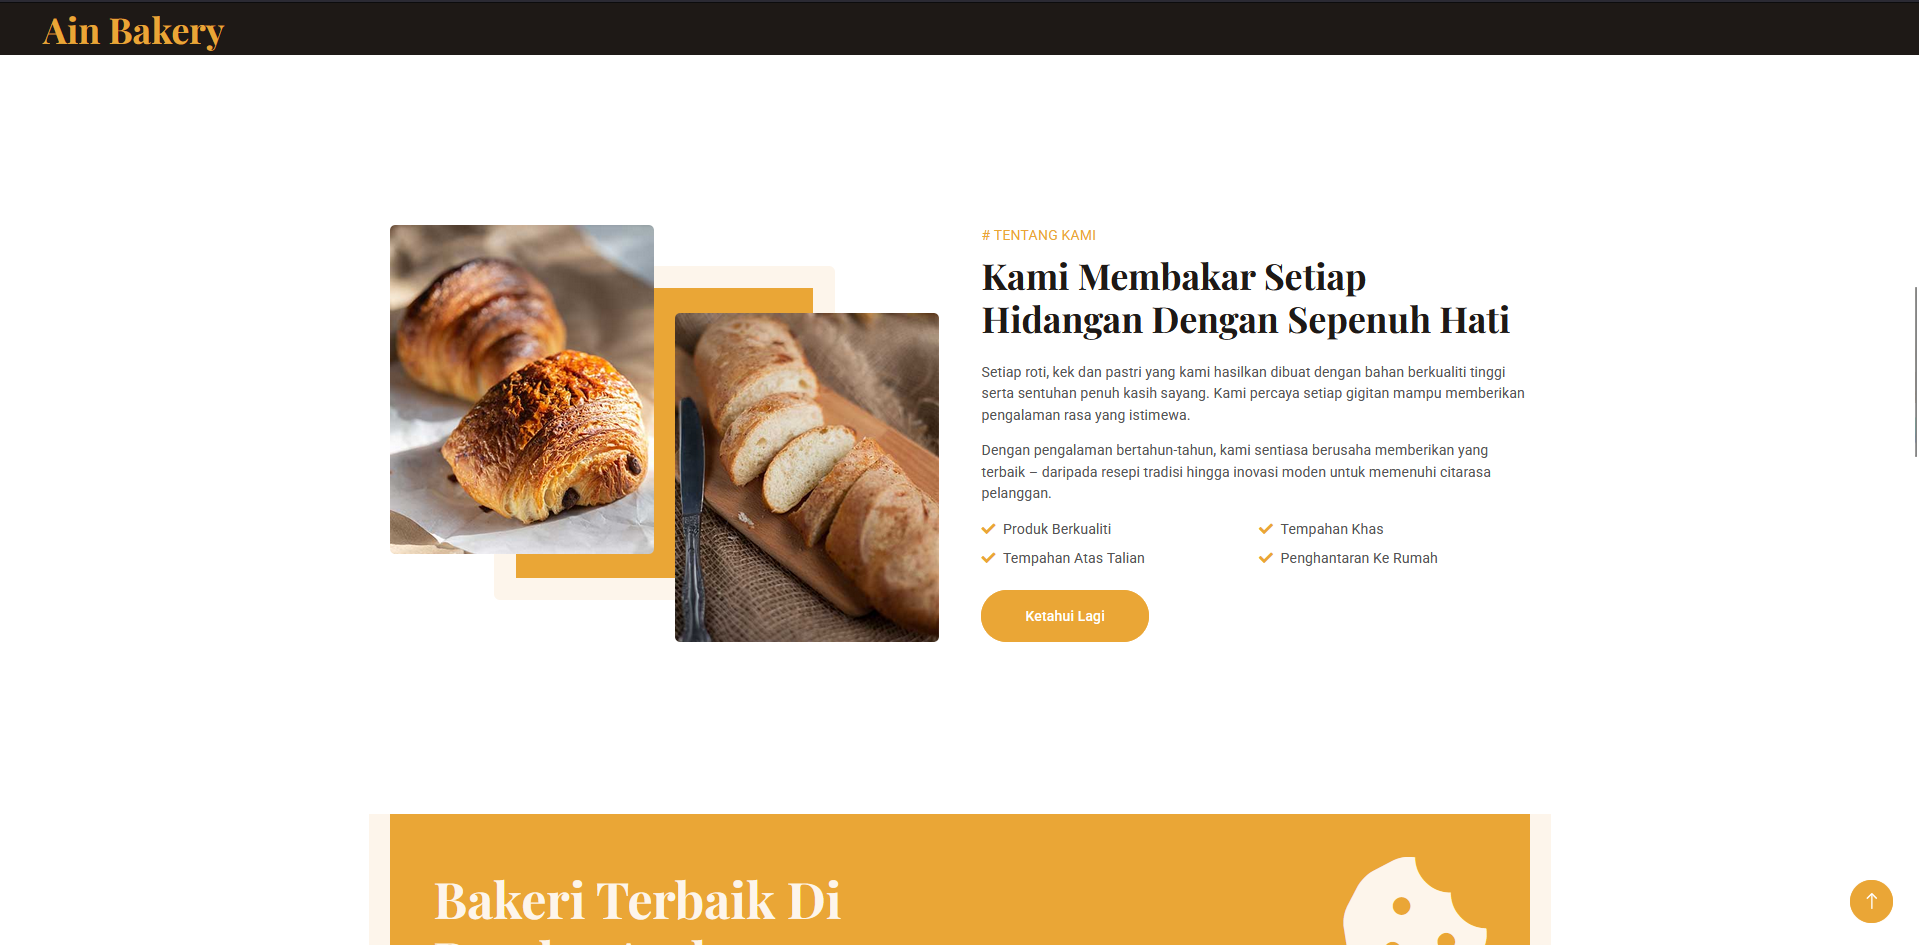 Ain Bakery
# TENTANG KAMI
Kami Membakar Setiap
Hidangan Dengan Sepenuh Hati
Setiap roti, kek dan pastri yang kami hasilkan dibuat dengan bahan berkualiti tinggi
serta sentuhan penuh kasih sayang. Kami percaya setiap gigitan mampu memberikan
pengalaman rasa yang istimewa.
Dengan pengalaman bertahun-tahun, kami sentiasa berusaha memberikan yang
terbaik – daripada resepi tradisi hingga inovasi moden untuk memenuhi citarasa
pelanggan.
Produk Berkualiti
Tempahan Khas
Tempahan Atas Talian
Penghantaran Ke Rumah
Ketahui Lagi
Bakeri Terbaik Di